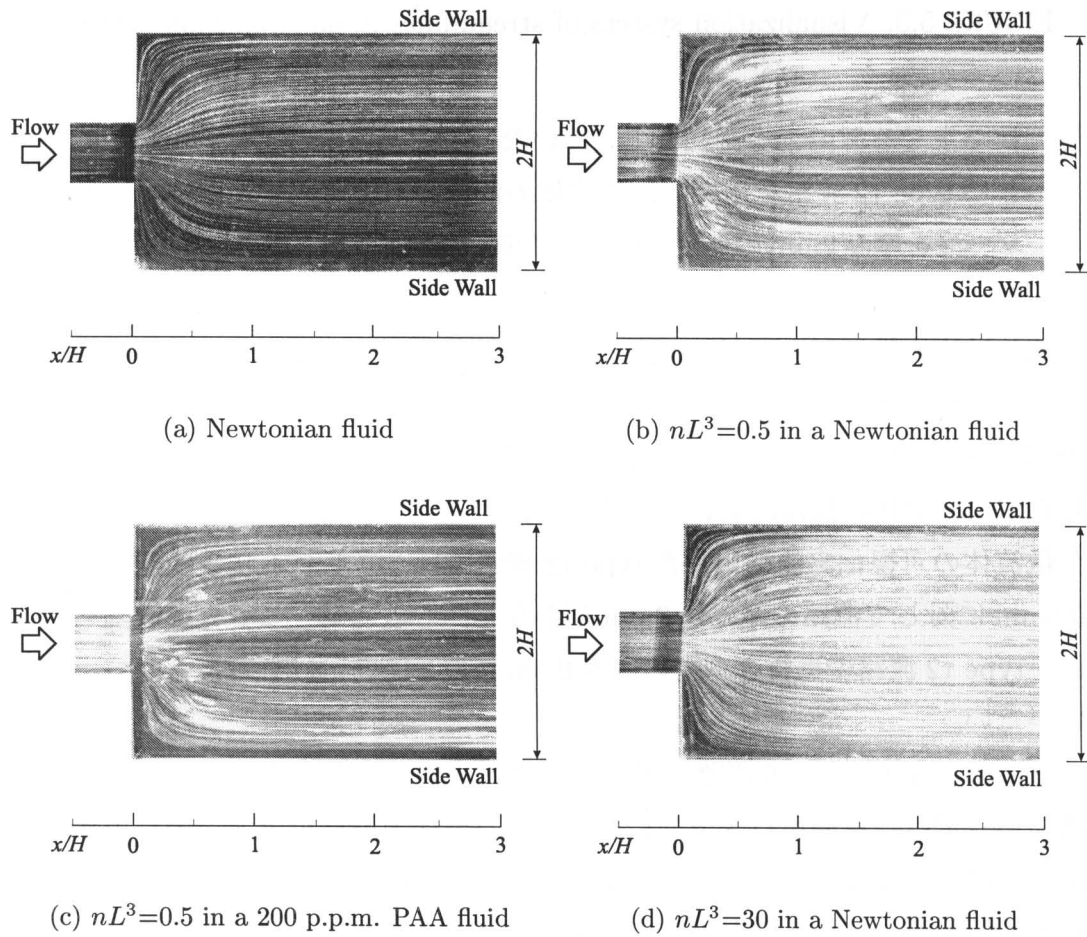 Side Wall
Flow
2H
Side Wall
x/H 0 1 2 3
(a) Newtonian fluid
Side Wall
Flow
2H
Side Wall
x/H 0 1 2 3
(b) nL³=0.5 in a Newtonian fluid
Side Wall
Flow
2H
Side Wall
x/H 0 1 2 3
(c) nL³=0.5 in a 200 p.p.m. PAA fluid
Side Wall
Flow
2H
Side Wall
x/H 0 1 2 3
(d) nL³=30 in a Newtonian fluid